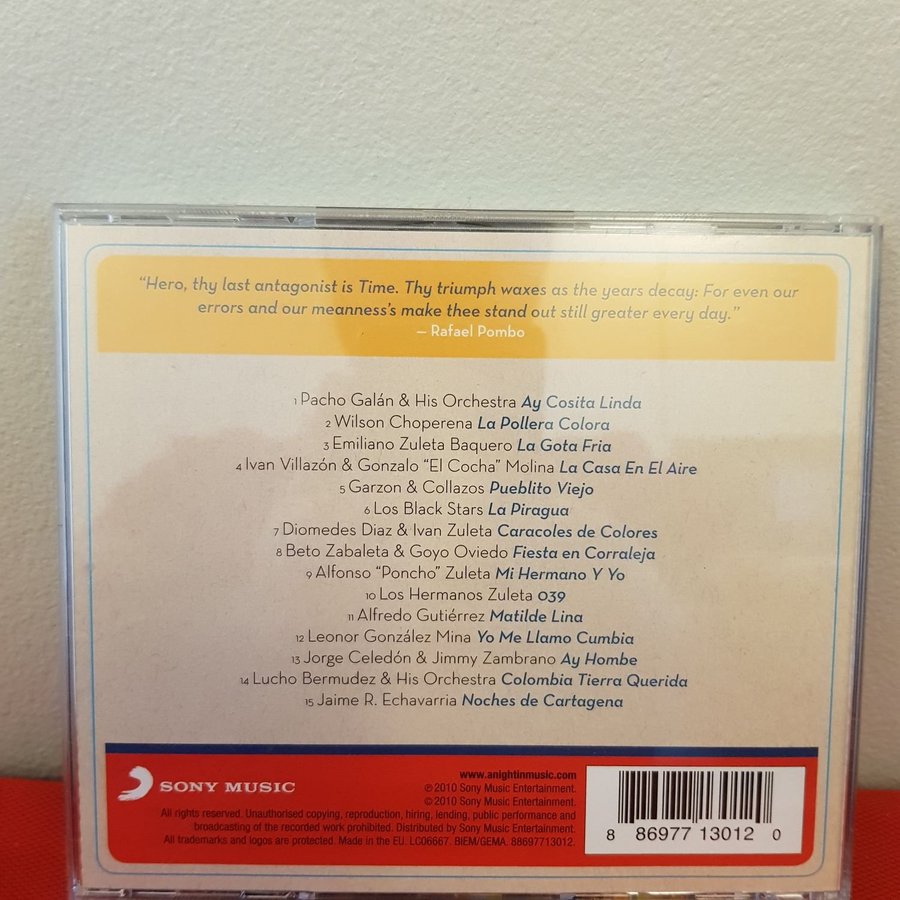 “Hero, thy last antagonist is Time. Thy triumph waxes as the years decay: For even our
errors and our meanness’s make thee stand out still greater every day.”
– Rafael Pombo
1 Pacho Galán & His Orchestra Ay Cosita Linda
2 Wilson Choperena La Pollera Colora
3 Emiliano Zuleta Baquero La Gota Fria
4 Ivan Villazón & Gonzalo “El Cocha” Molina La Casa En El Aire
5 Garzon & Collazos Pueblito Viejo
6 Los Black Stars La Piragua
7 Diomedes Diaz & Ivan Zuleta Caracoles de Colores
8 Beto Zabaleta & Goyo Oviedo Fiesta en Corraleja
9 Alfonso “Poncho” Zuleta Mi Hermano Y Yo
10 Los Hermanos Zuleta 039
11 Alfredo Gutiérrez Matilde Lina
12 Leonor González Mina Yo Me Llamo Cumbia
13 Jorge Celedón & Jimmy Zambrano Ay Hombe
14 Lucho Bermudez & His Orchestra Colombia Tierra Querida
15 Jaime R. Echavarria Noches de Cartagena
SONY MUSIC
www.anightinmusic.com
℗ 2010 Sony Music Entertainment.
© 2010 Sony Music Entertainment.
All rights reserved. Unauthorised copying, reproduction, hiring, lending, public performance and
broadcasting of the recorded work prohibited. Distributed by Sony Music Entertainment.
All trademarks and logos are protected. Made in the EU. LC06667. BIEM/GEMA. 88697713012.
8 86977 13012 0